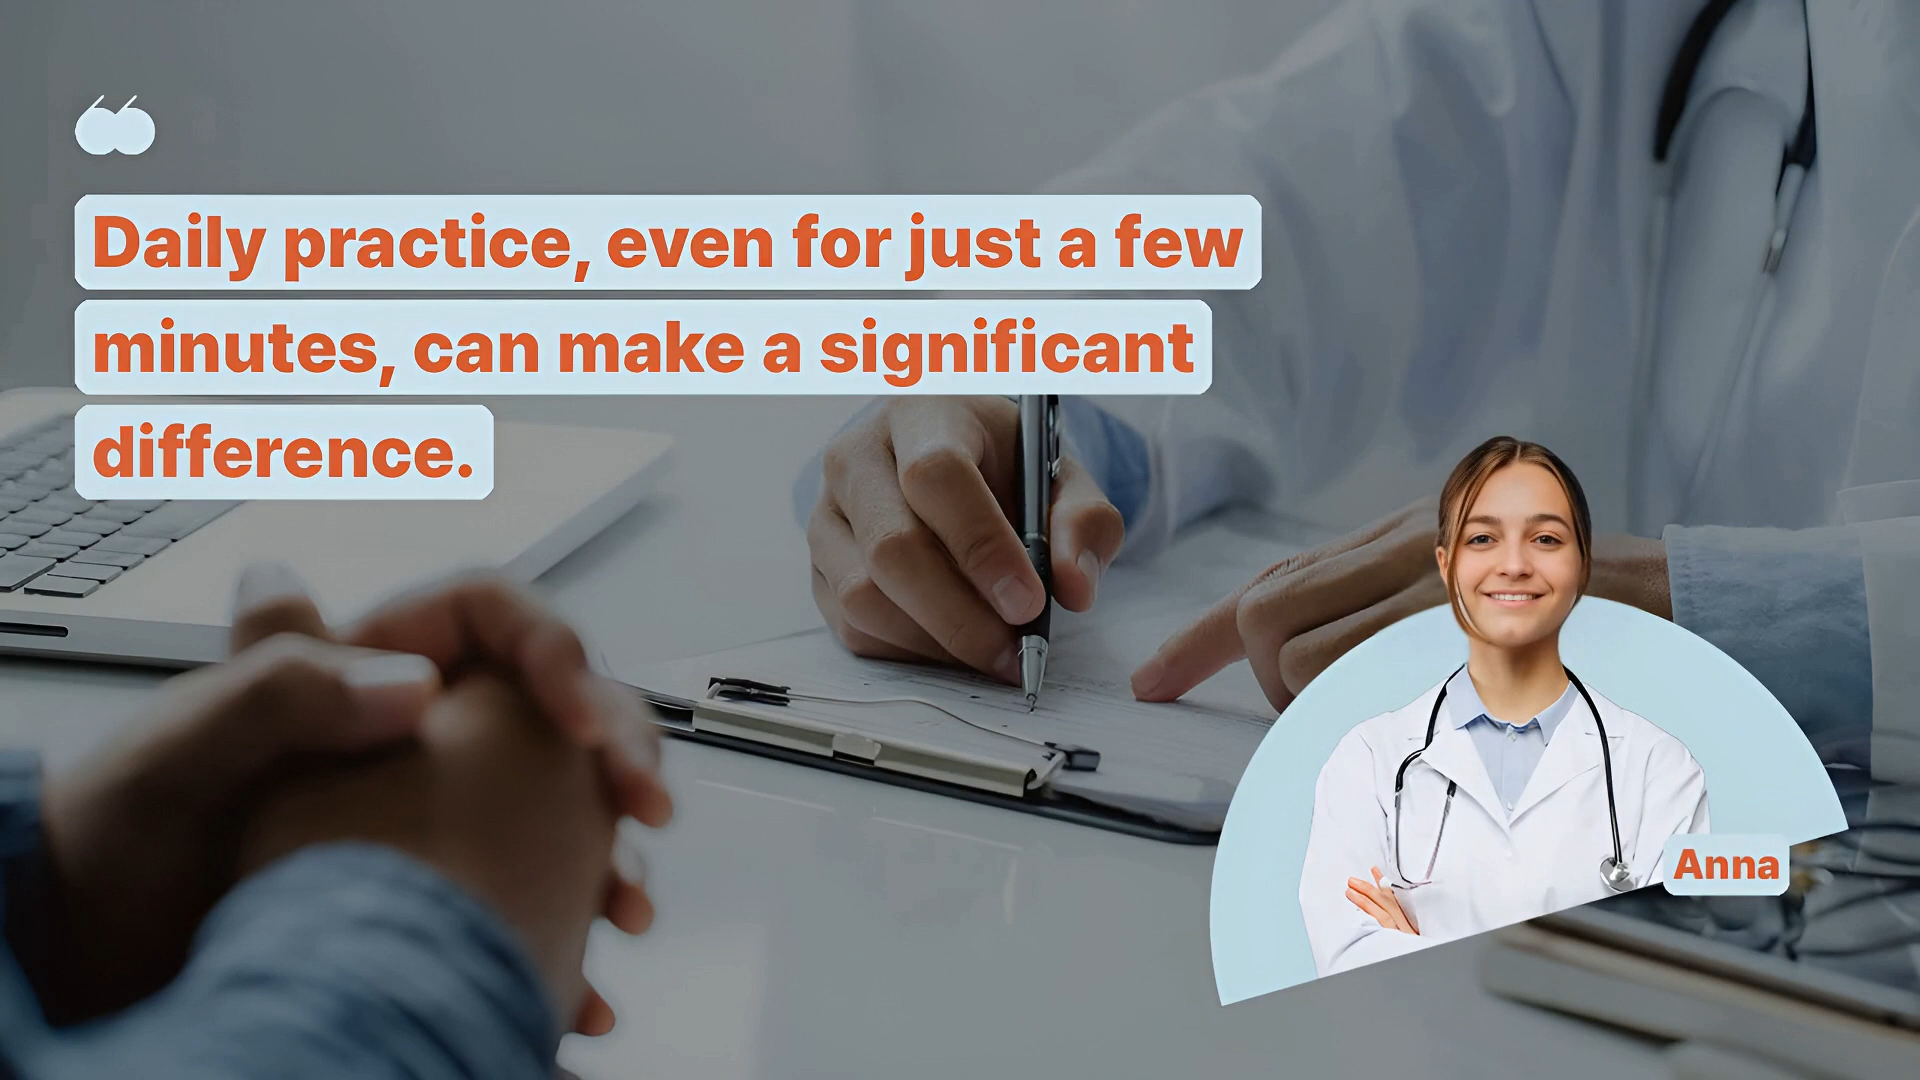 Daily practice, even for just a few
minutes, can make a significant
difference.
Anna